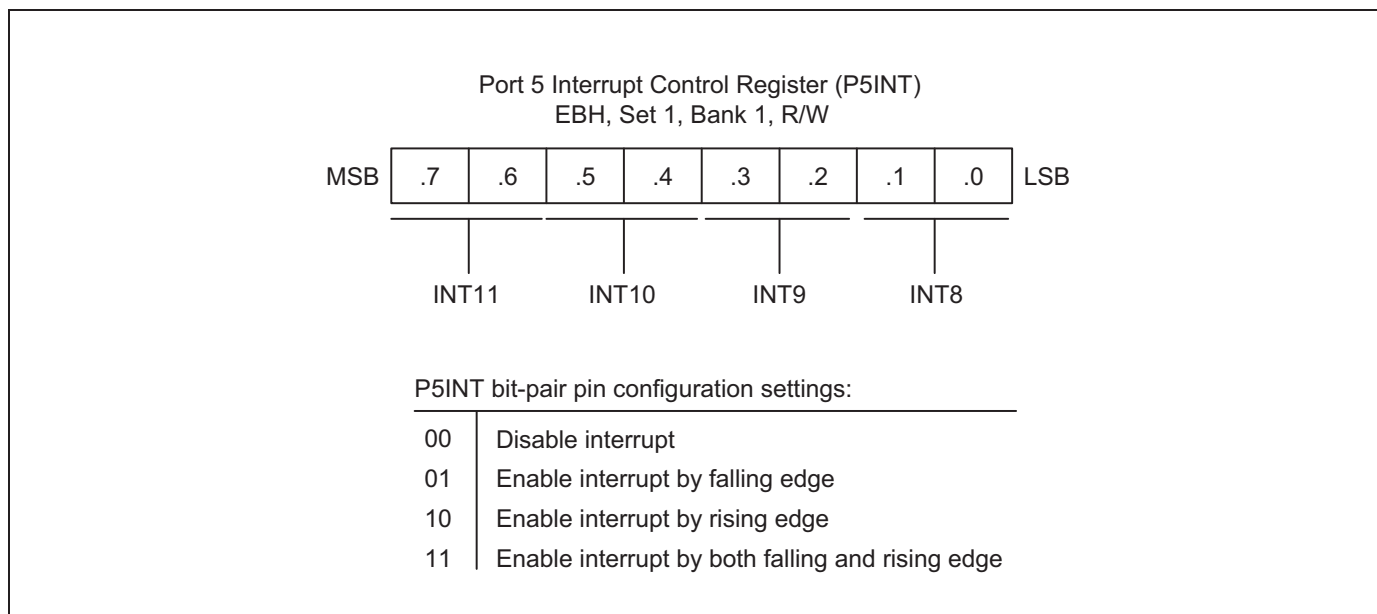 Port 5 Interrupt Control Register (P5INT)
EBH, Set 1, Bank 1, R/W
MSB .7 .6 .5 .4 .3 .2 .1 .0 LSB
INT11 INT10 INT9 INT8
P5INT bit-pair pin configuration settings:
00 Disable interrupt
01 Enable interrupt by falling edge
10 Enable interrupt by rising edge
11 Enable interrupt by both falling and rising edge